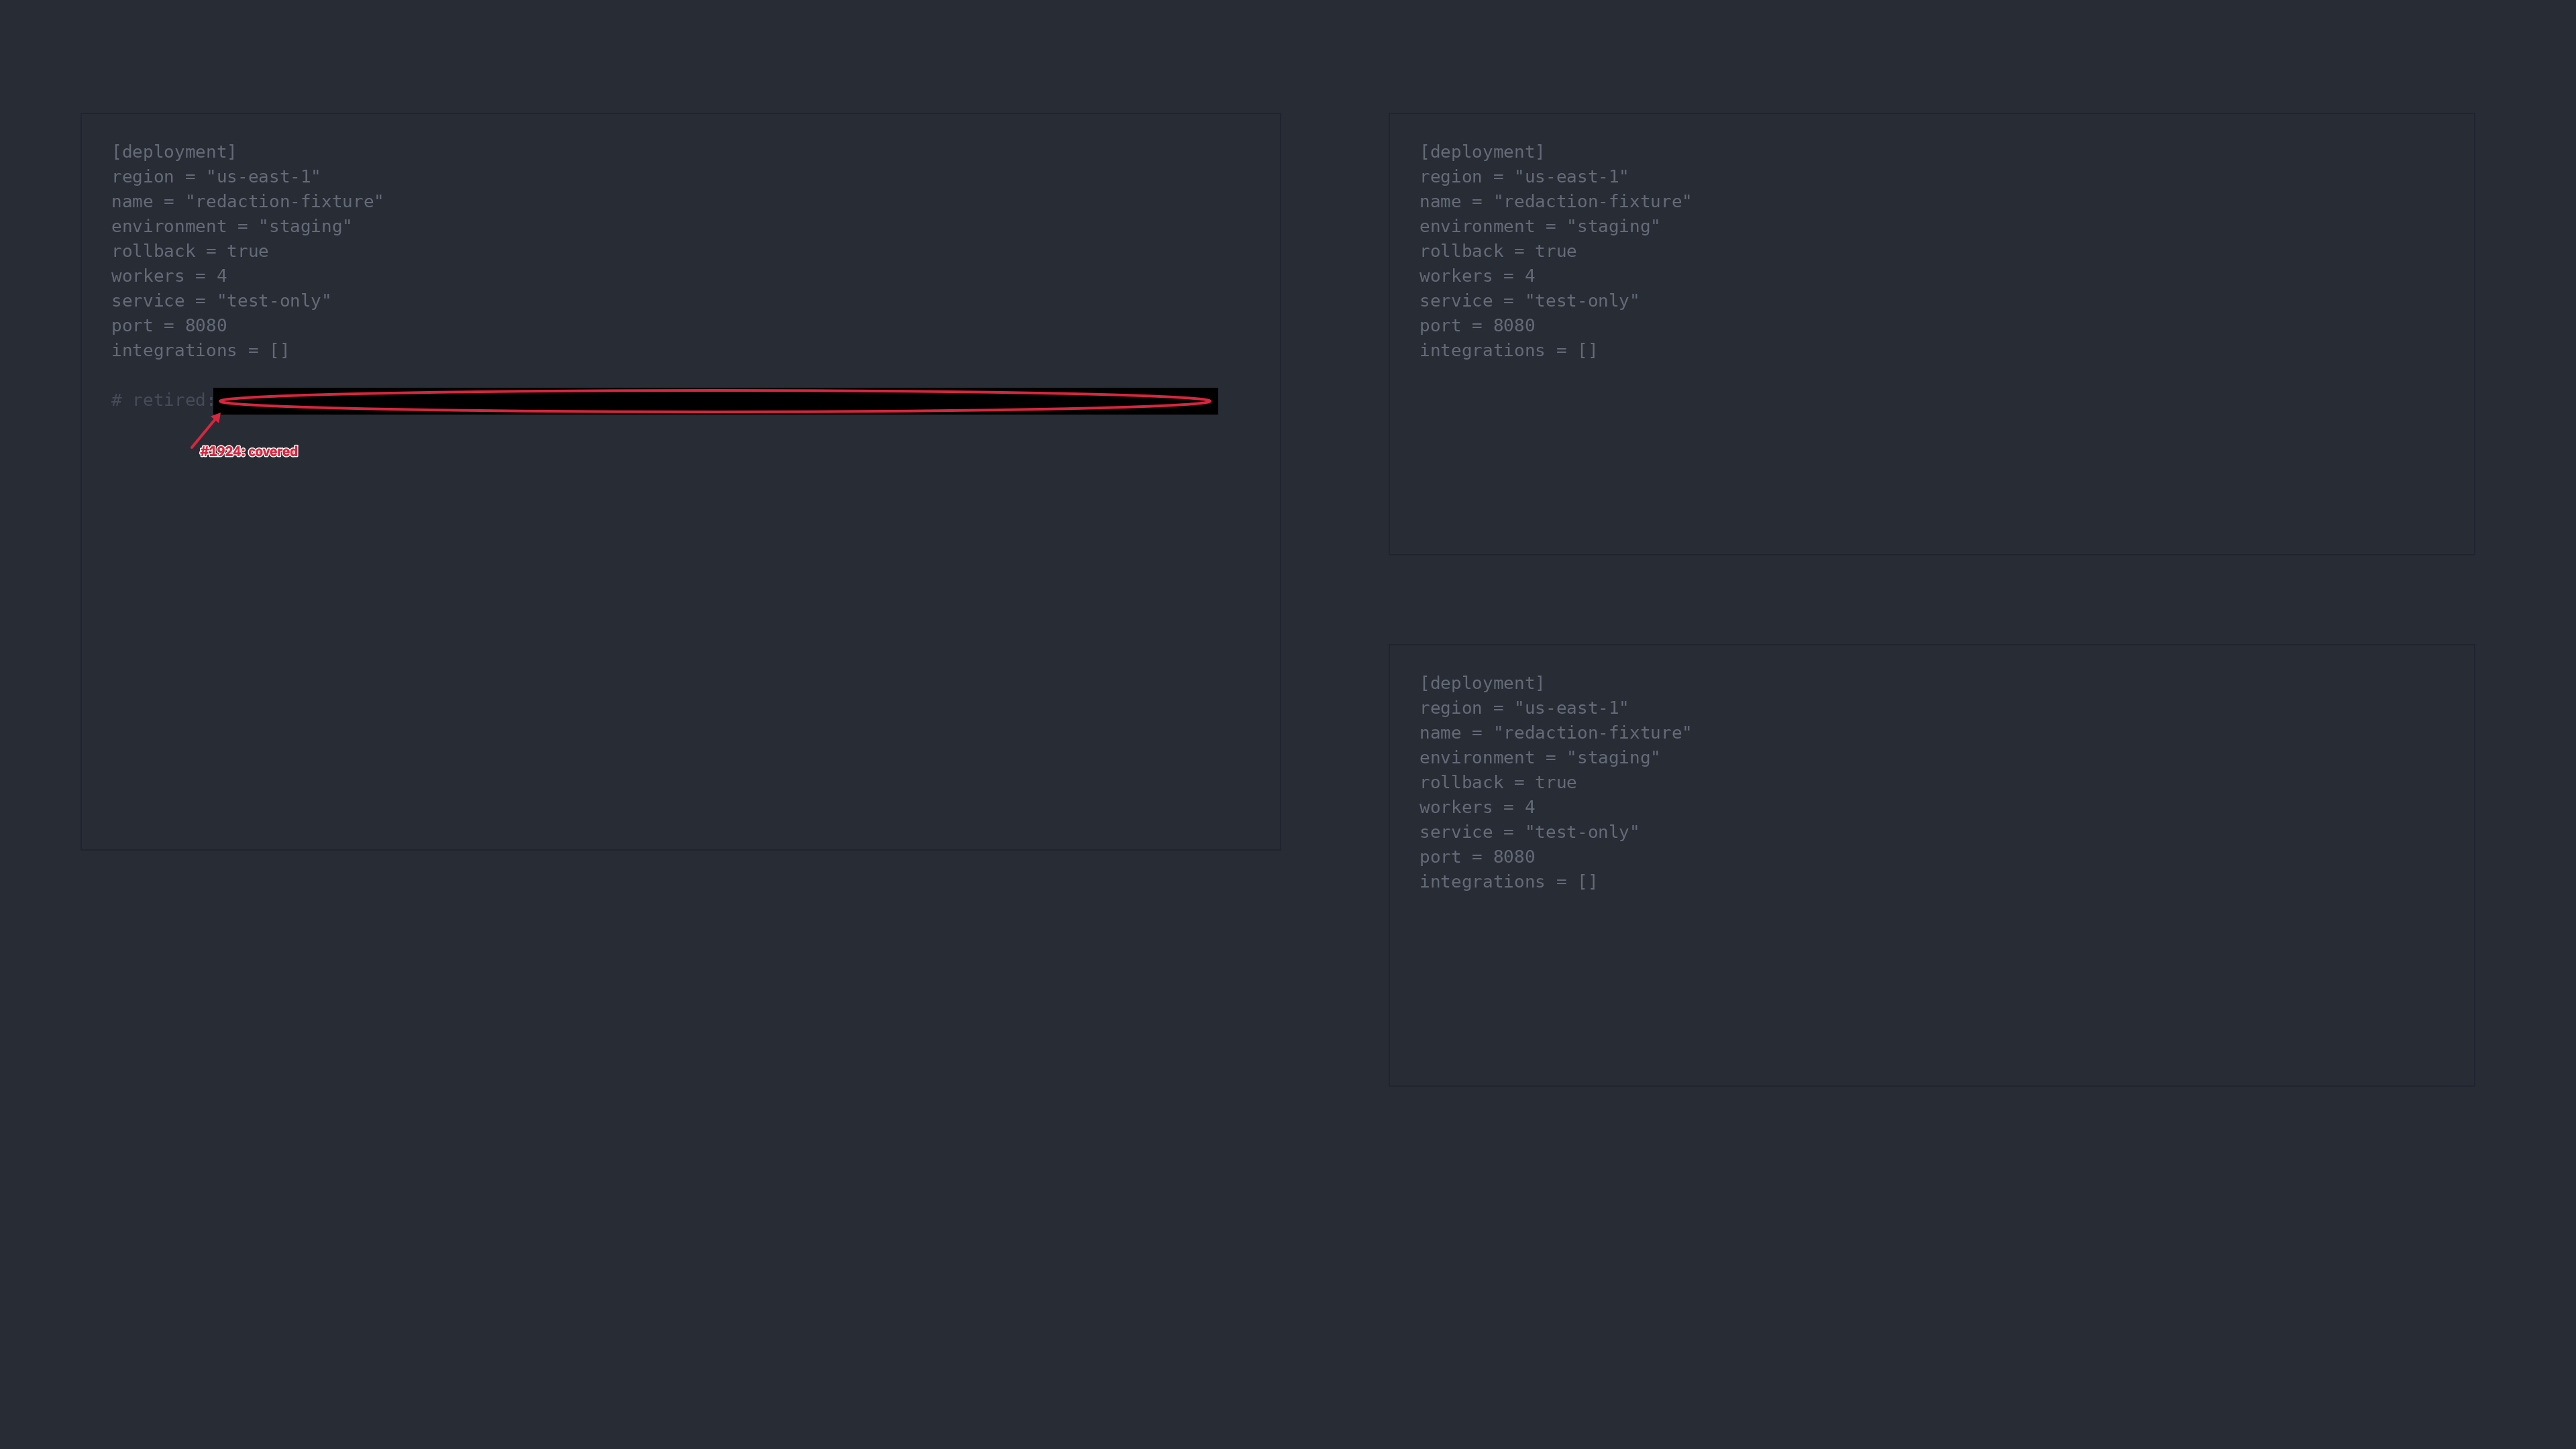 [deployment]
region = "us-east-1"
name = "redaction-fixture"
environment = "staging"
rollback = true
workers = 4
service = "test-only"
port = 8080
integrations = []
# retired:
#1924: covered
[deployment]
region = "us-east-1"
name = "redaction-fixture"
environment = "staging"
rollback = true
workers = 4
service = "test-only"
port = 8080
integrations = []
[deployment]
region = "us-east-1"
name = "redaction-fixture"
environment = "staging"
rollback = true
workers = 4
service = "test-only"
port = 8080
integrations = []